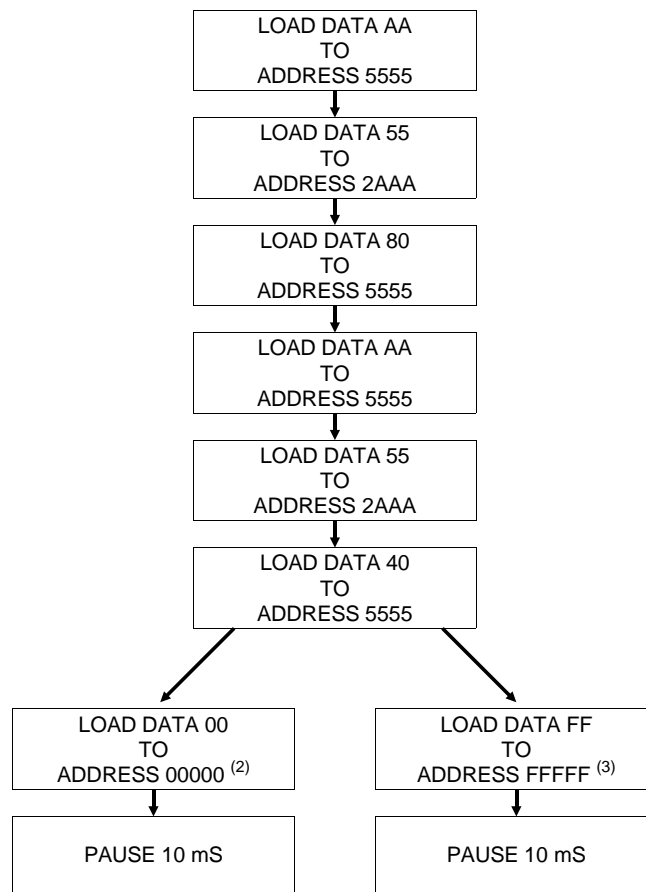 LOAD DATA AA
TO
ADDRESS 5555
LOAD DATA 55
TO
ADDRESS 2AAA
LOAD DATA 80
TO
ADDRESS 5555
LOAD DATA AA
TO
ADDRESS 5555
LOAD DATA 55
TO
ADDRESS 2AAA
LOAD DATA 40
TO
ADDRESS 5555
LOAD DATA 00
TO
ADDRESS 00000 (2)
PAUSE 10 mS
LOAD DATA FF
TO
ADDRESS FFFFF (3)
PAUSE 10 mS